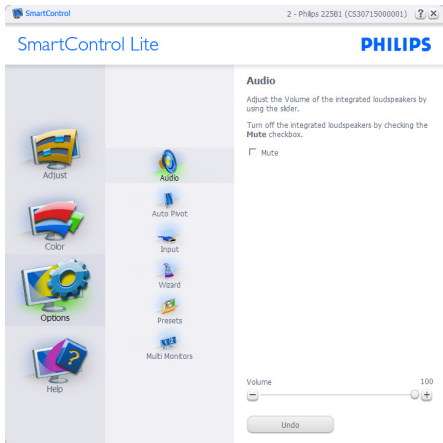 SmartControl
2 - Philips 225B1 (CS30715000001)
?
SmartControl Lite
PHILIPS
Adjust
Color
Options
Help
Audio
Auto Pivot
Input
Wizard
Presets
Multi Monitors
Audio
Adjust the Volume of the integrated loudspeakers by
using the slider.
Turn off the integrated loudspeakers by checking the
Mute checkbox.
Mute
Volume 100
Undo